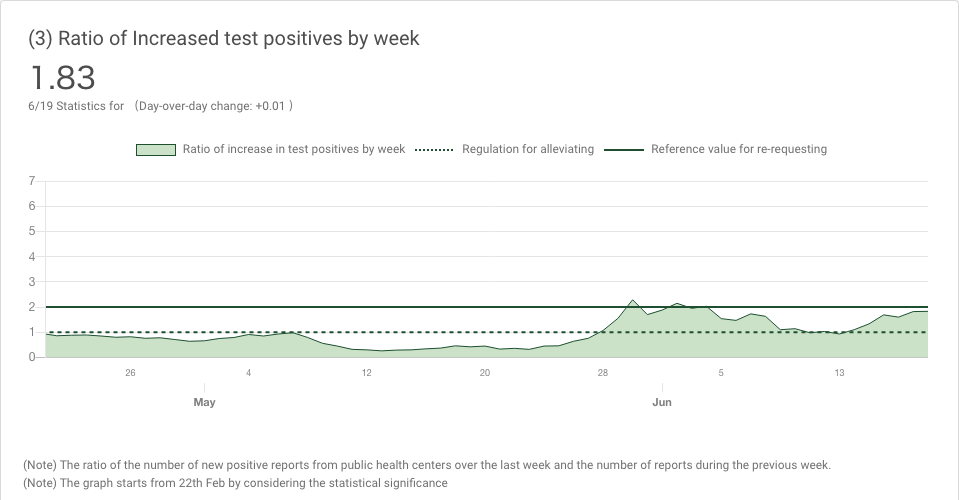 (3) Ratio of Increased test positives by week
1.83
6/19 Statistics for （Day-over-day change: +0.01 ）
Ratio of increase in test positives by week Regulation for alleviating Reference value for re-requesting
7
6
5
4
3
2
1
0
26 4 12 20 28 5 13
May Jun
(Note) The ratio of the number of new positive reports from public health centers over the last week and the number of reports during the previous week.
(Note) The graph starts from 22th Feb by considering the statistical significance